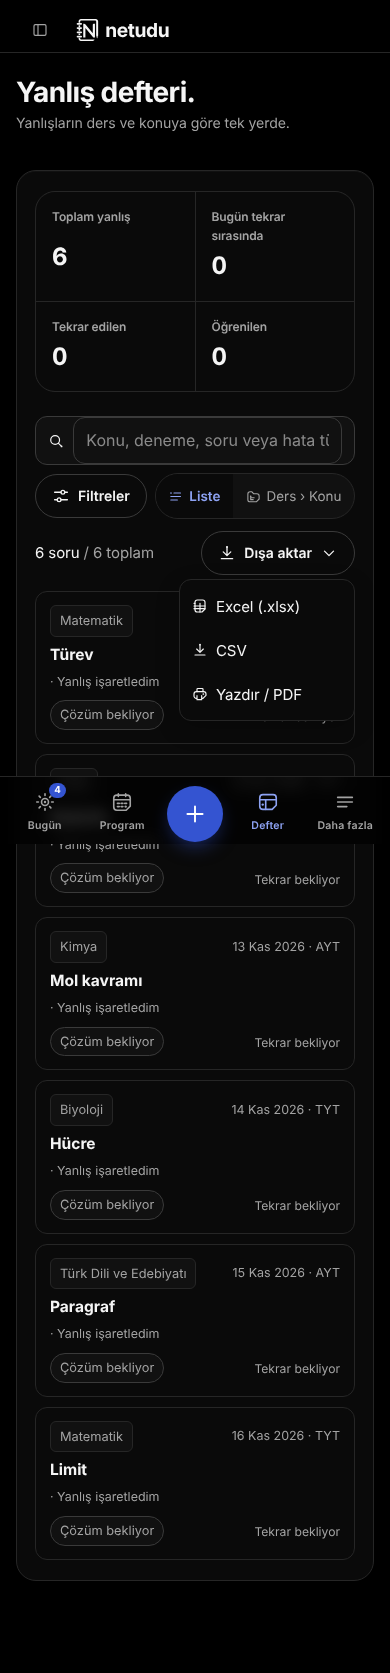 netudu
Yanlış defteri.
Yanlışların ders ve konuya göre tek yerde.
Toplam yanlış
6
Bugün tekrar
sırasında
0
Tekrar edilen
0
Öğrenilen
0
Konu, deneme, soru veya hata
Filtreler
Liste
Ders › Konu
6 soru / 6 toplam
Dışa aktar
Excel (.xlsx)
CSV
Yazdır / PDF
Matematik
Türev
· Yanlış işaretledim
Çözüm bekliyor
4
Bugün
Program
Defter
Daha fazla
· Yanlış işaretledim
Çözüm bekliyor
Tekrar bekliyor
Kimya
13 Kas 2026 · AYT
Mol kavramı
· Yanlış işaretledim
Çözüm bekliyor
Tekrar bekliyor
Biyoloji
14 Kas 2026 · TYT
Hücre
· Yanlış işaretledim
Çözüm bekliyor
Tekrar bekliyor
Türk Dili ve Edebiyatı
15 Kas 2026 · AYT
Paragraf
· Yanlış işaretledim
Çözüm bekliyor
Tekrar bekliyor
Matematik
16 Kas 2026 · TYT
Limit
· Yanlış işaretledim
Çözüm bekliyor
Tekrar bekliyor